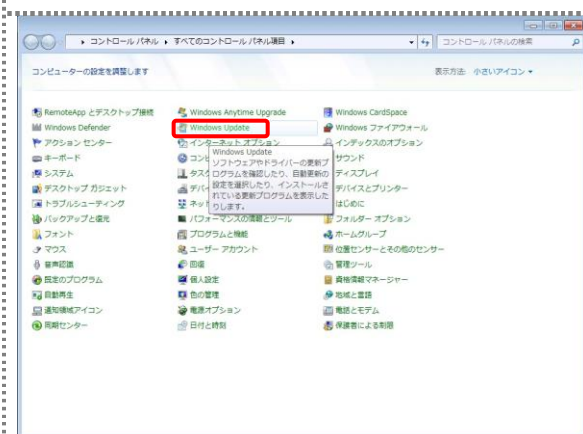 コントロール パネル ▸ すべてのコントロール パネル項目 ▸
コントロール パネルの検索
コンピューターの設定を調整します
表示方法: 小さいアイコン
RemoteApp とデスクトップ接続
Windows Anytime Upgrade
Windows CardSpace
Windows Defender
Windows Update
Windows ファイアウォール
アクション センター
インターネット オプション
インデックスのオプション
キーボード
サウンド
システム
ディスプレイ
デスクトップ ガジェット
デバイスとプリンター
トラブルシューティング
はじめに
Windows Update
ソフトウェアやドライバーの更新プ
ログラムを確認したり、自動更新の
設定を選択したり、インストールさ
れている更新プログラムを表示した
りします。
バックアップと復元
パフォーマンスの情報とツール
フォルダー オプション
フォント
プログラムと機能
ホームグループ
マウス
ユーザー アカウント
位置センサーとその他のセンサー
音声認識
回復
管理ツール
既定のプログラム
個人設定
資格情報マネージャー
自動再生
色の管理
地域と言語
通知領域アイコン
電源オプション
電話とモデム
同期センター
日付と時刻
保護者による制限